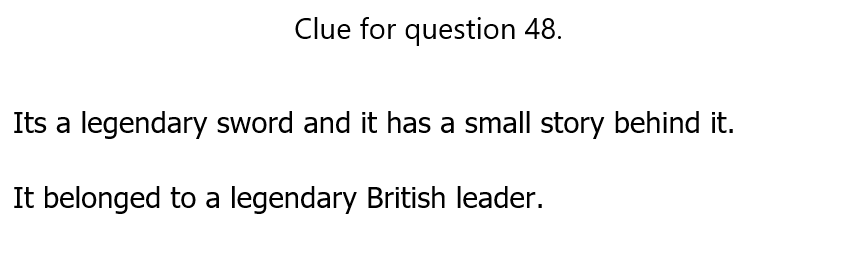 Clue for question 48.
Its a legendary sword and it has a small story behind it.
It belonged to a legendary British leader.